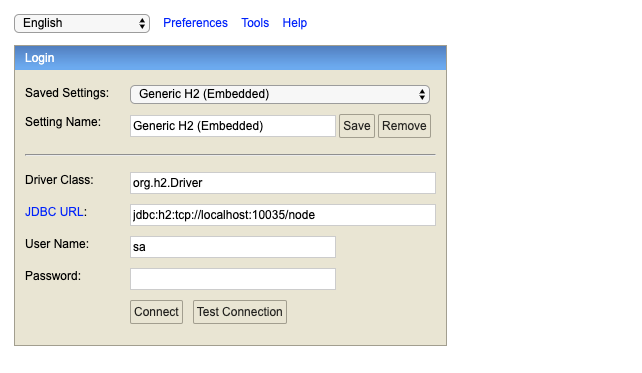 English Preferences Tools Help
Login
Saved Settings: Generic H2 (Embedded)
Setting Name: Generic H2 (Embedded) Save Remove
Driver Class: org.h2.Driver
JDBC URL: jdbc:h2:tcp://localhost:10035/node
User Name: sa
Password:
Connect Test Connection